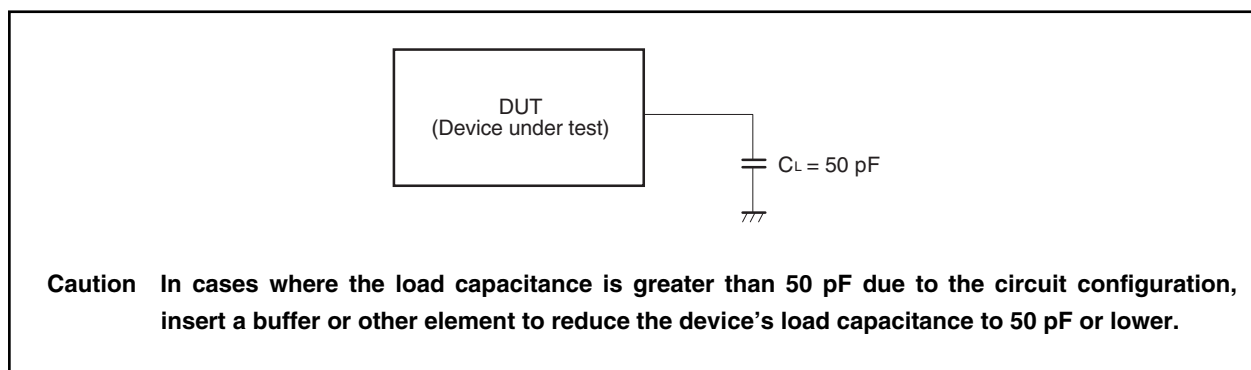 DUT
(Device under test)
CL = 50 pF
Caution In cases where the load capacitance is greater than 50 pF due to the circuit configuration,
insert a buffer or other element to reduce the device's load capacitance to 50 pF or lower.